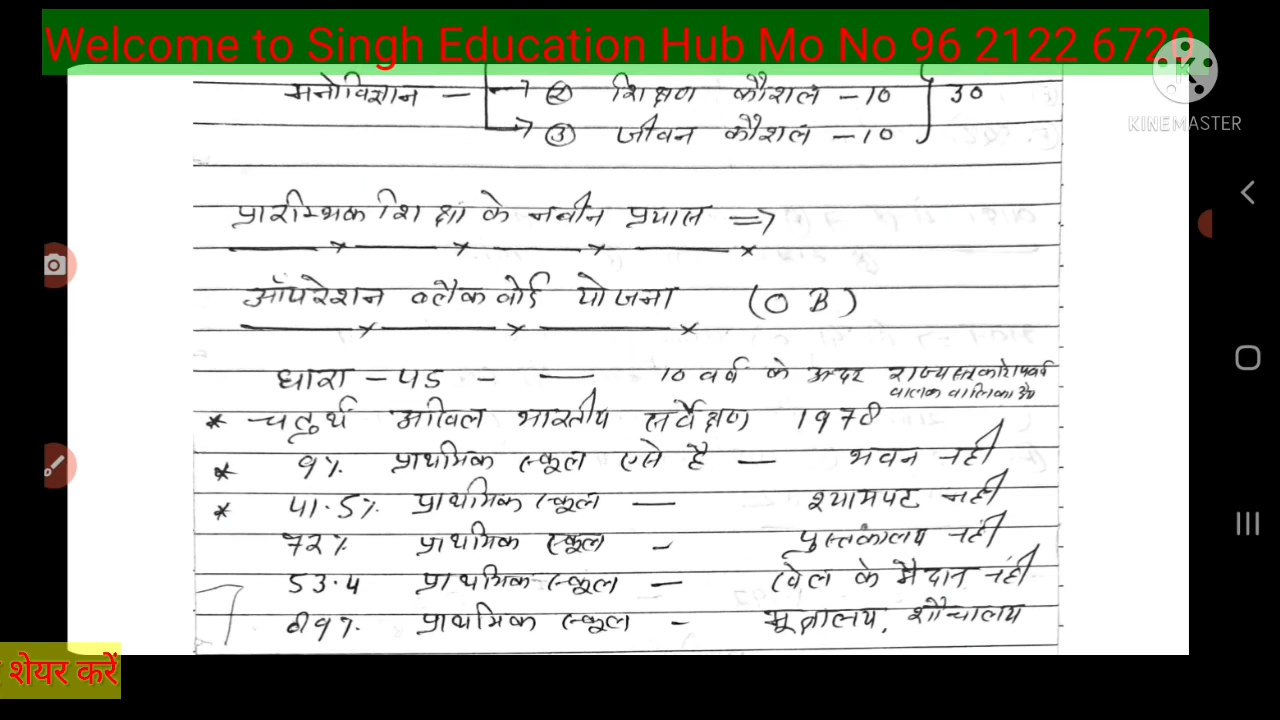 Welcome to Singh Education Hub Mo No 96 2122 6729
KINEMASTER
मनोविज्ञान – → ② शिक्षण कौशल – 10 } 30
→ ③ जीवन कौशल – 10
प्रारम्भिक शिक्षा के नवीन प्रयास ⇒
ऑपरेशन ब्लैक बोर्ड योजना (O B)
धारा – 45 – — 10 वर्ष के अन्दर
बालक बालिका
* चतुर्थ अखिल भारतीय सर्वेक्षण 1978
* 9% प्राथमिक स्कूल एसे है — भवन नही
* 41.5% प्राथमिक स्कूल — श्यामपट नही
72% प्राथमिक स्कूल – पुस्तकालय नही
53.4 प्राथमिक स्कूल – खेल के मैदान नही
89% प्राथमिक स्कूल – मूत्रालय, शौचालय
शेयर करें